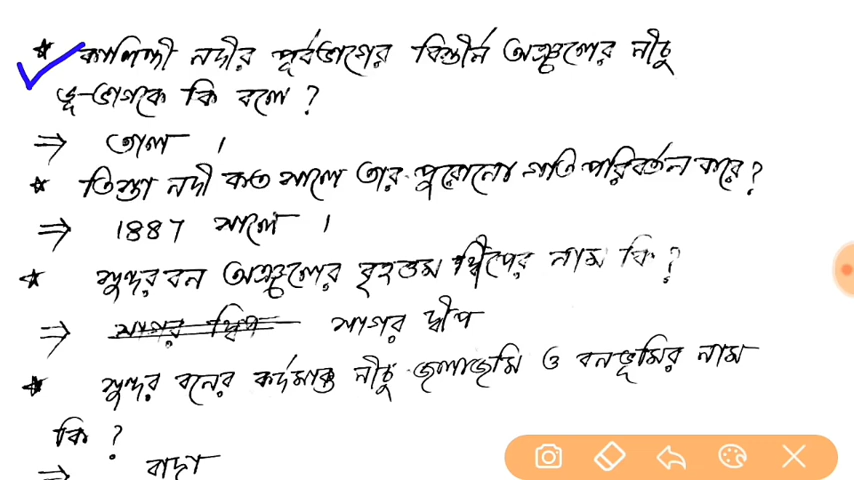 * কালিন্দী নদীর পূর্বভাগের বিস্তীর্ন অঞ্চলের নীচু
ভূ-ভাগকে কি বলে ?
⇒ তাল ।
* তিস্তা নদী কত সালে তার পুরোনো গতি পরিবর্তন করে ?
⇒ 1887 সালে ।
* সুন্দরবন অঞ্চলের বৃহত্তম দ্বীপের নাম কি ?
⇒ সাগর দ্বীপ
* সুন্দর বনের কর্দমাক্ত নীচু জলাজমি ও বনভূমির নাম
কি ?
⇒ বাদা